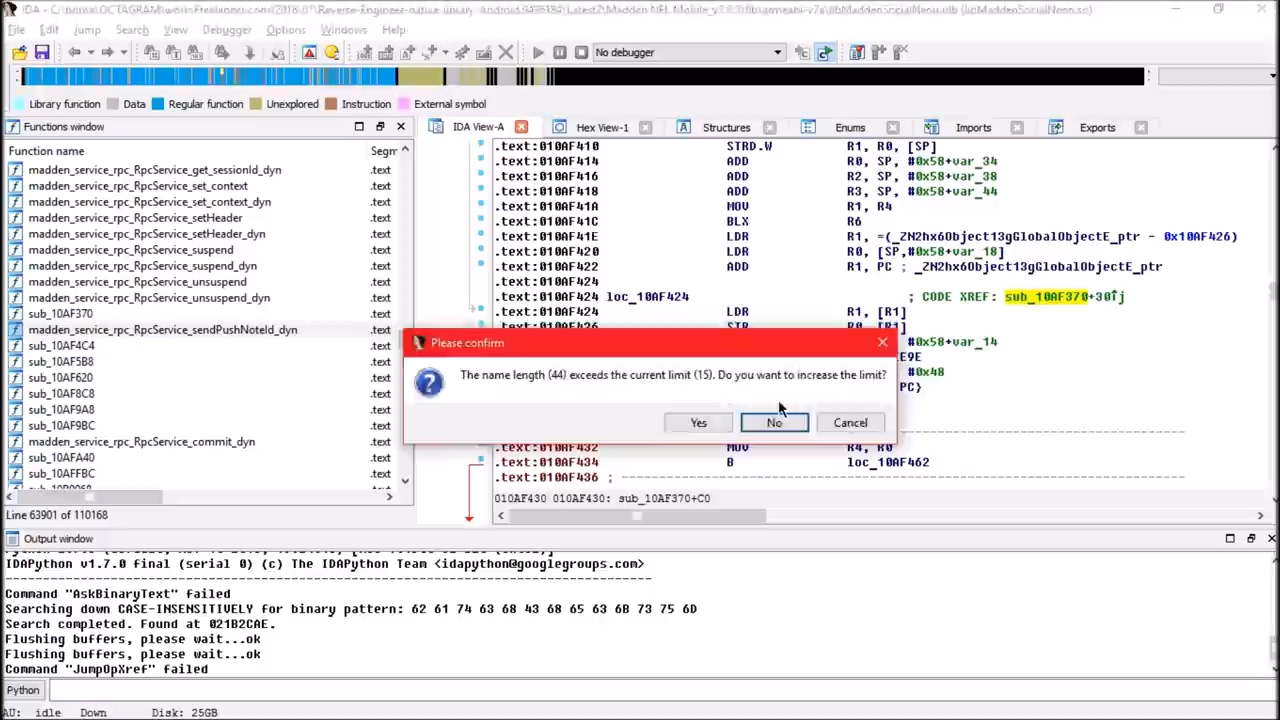 File Edit Jump Search View Debugger Options Windows Help
No debugger
Library function Data Regular function Unexplored Instruction External symbol
Functions window
Function name Segm
madden_service_rpc_RpcService_get_sessionId_dyn .text
madden_service_rpc_RpcService_set_context .text
madden_service_rpc_RpcService_set_context_dyn .text
madden_service_rpc_RpcService_setHeader .text
madden_service_rpc_RpcService_setHeader_dyn .text
madden_service_rpc_RpcService_suspend .text
madden_service_rpc_RpcService_suspend_dyn .text
madden_service_rpc_RpcService_unsuspend .text
madden_service_rpc_RpcService_unsuspend_dyn .text
sub_10AF370 .text
madden_service_rpc_RpcService_sendPushNoteId_dyn .text
sub_10AF4C4 .text
sub_10AF5B8 .text
sub_10AF620 .text
sub_10AF8C8 .text
sub_10AF9A8 .text
sub_10AF9BC .text
madden_service_rpc_RpcService_commit_dyn .text
sub_10AFA40 .text
sub_10AFFBC .text
Line 63901 of 110168
IDA View-A Hex View-1 Structures Enums Imports Exports
.text:010AF410 STRD.W R1, R0, [SP]
.text:010AF414 ADD R0, SP, #0x58+var_34
.text:010AF416 ADD R2, SP, #0x58+var_38
.text:010AF418 ADD R3, SP, #0x58+var_44
.text:010AF41A MOV R1, R4
.text:010AF41C BLX R6
.text:010AF41E LDR R1, =(_ZN2hx6Object13gGlobalObjectE_ptr - 0x10AF426)
.text:010AF420 LDR R0, [SP,#0x58+var_18]
.text:010AF422 ADD R1, PC ; _ZN2hx6Object13gGlobalObjectE_ptr
.text:010AF424
.text:010AF424 loc_10AF424 ; CODE XREF: sub_10AF370+30↑j
.text:010AF424 LDR R1, [R1]
.text:010AF426 STR R0, [R1]
#0x58+var_14
E9E
#0x48
PC}
Please confirm
The name length (44) exceeds the current limit (15). Do you want to increase the limit?
Yes No Cancel
.text:010AF432 MOV R4, R0
.text:010AF434 B loc_10AF462
.text:010AF436 ;
010AF430 010AF430: sub_10AF370+C0
Output window
IDAPython v1.7.0 final (serial 0) (c) The IDAPython Team <idapython@googlegroups.com>
Command "AskBinaryText" failed
Searching down CASE-INSENSITIVELY for binary pattern: 62 61 74 63 68 43 68 65 63 6B 73 75 6D
Search completed. Found at 021B2CAE.
Flushing buffers, please wait...ok
Flushing buffers, please wait...ok
Command "JumpOpXref" failed
Python
AU: idle Down Disk: 25GB